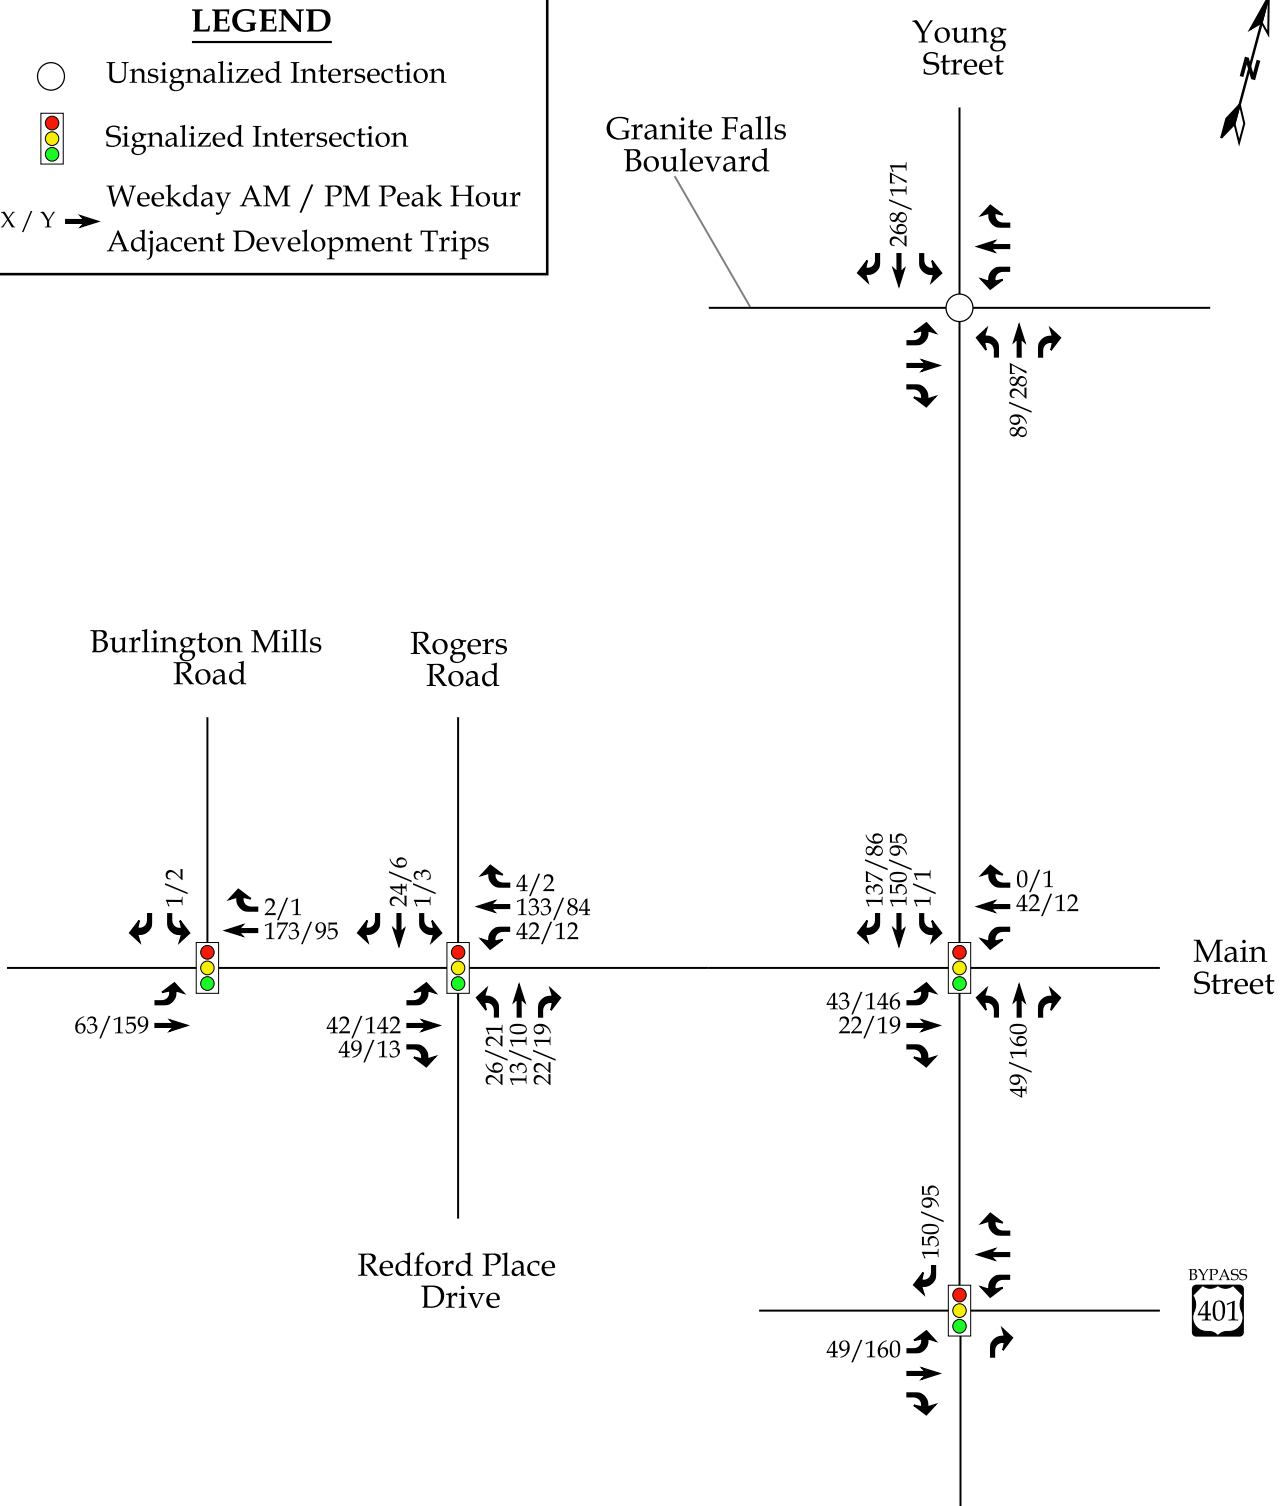 LEGEND
Unsignalized Intersection
Signalized Intersection
X / Y
Weekday AM / PM Peak Hour
Adjacent Development Trips
Young
Street
N
Granite Falls
Boulevard
268/171
89/287
Burlington Mills
Road
Rogers
Road
1/2
2/1
173/95
63/159
24/6
1/3
4/2
133/84
42/12
42/142
49/13
26/21
13/10
22/19
137/86
150/95
1/1
0/1
42/12
43/146
22/19
49/160
Main
Street
Redford Place
Drive
150/95
49/160
BYPASS
401